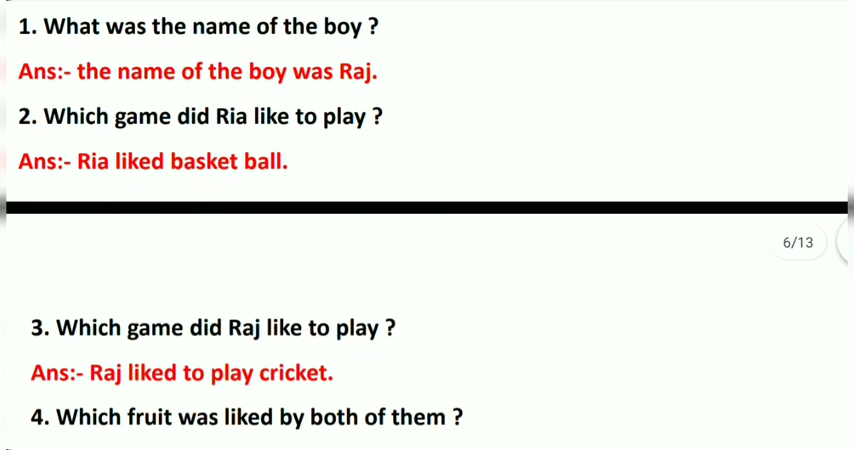 1. What was the name of the boy ?
Ans:- the name of the boy was Raj.
2. Which game did Ria like to play ?
Ans:- Ria liked basket ball.
6/13
3. Which game did Raj like to play ?
Ans:- Raj liked to play cricket.
4. Which fruit was liked by both of them ?